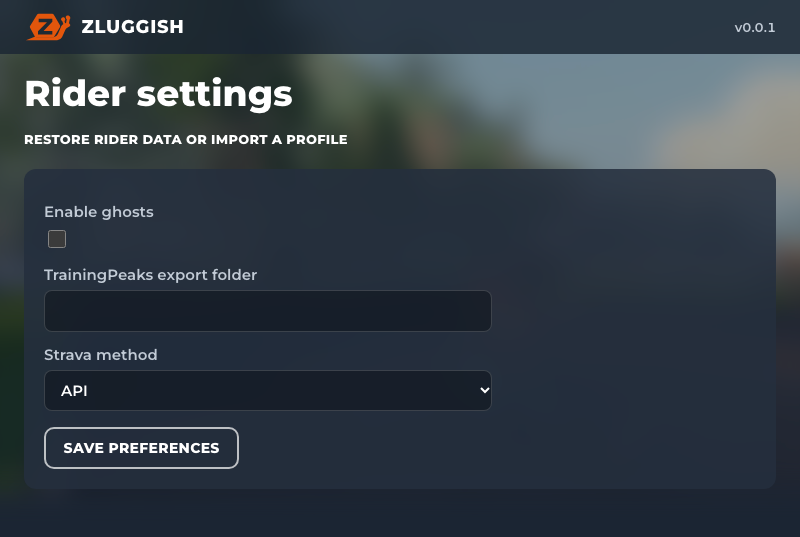 Z ZLUGGISH
v0.0.1
Rider settings
RESTORE RIDER DATA OR IMPORT A PROFILE
Enable ghosts
TrainingPeaks export folder
Strava method
API
SAVE PREFERENCES